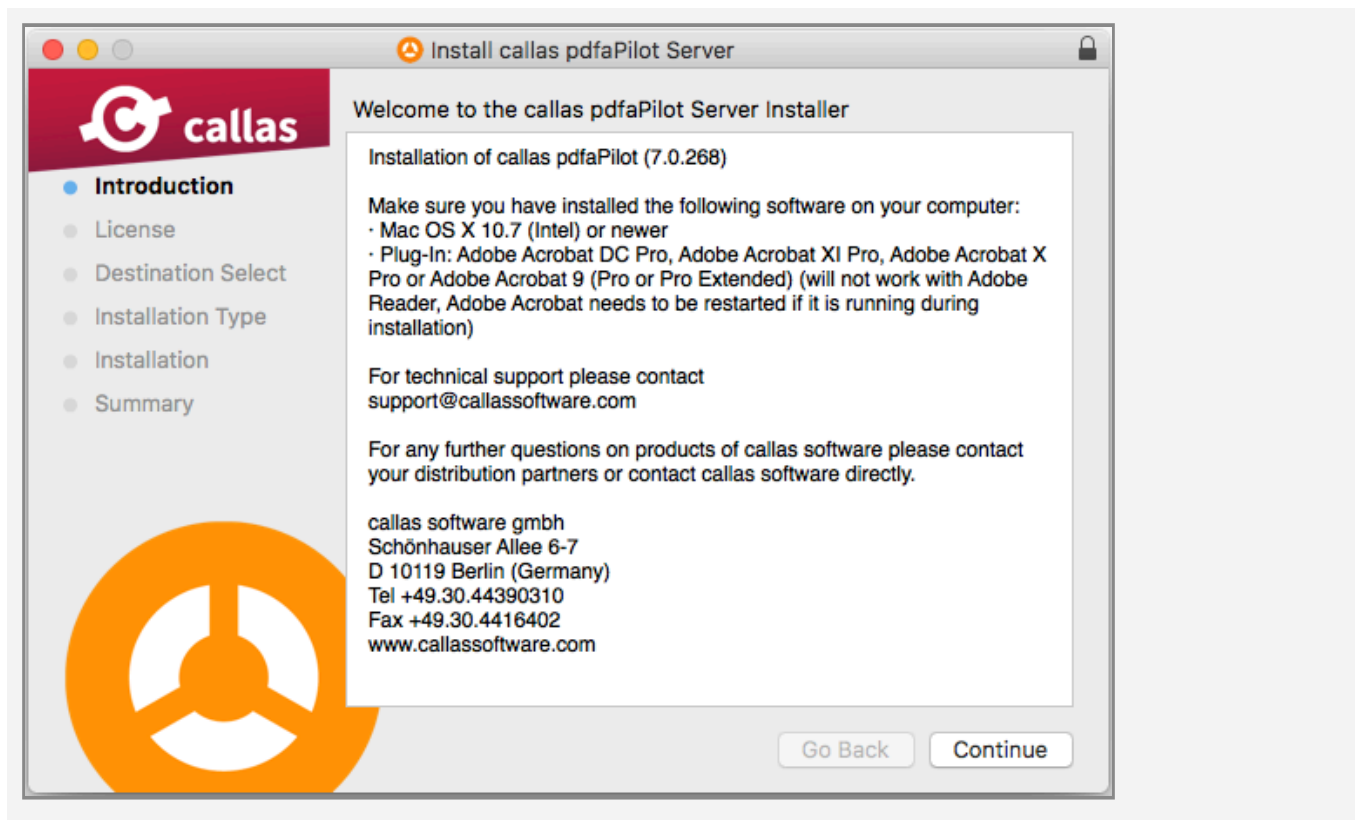 Install callas pdfaPilot Server
callas
Introduction
License
Destination Select
Installation Type
Installation
Summary
Welcome to the callas pdfaPilot Server Installer
Installation of callas pdfaPilot (7.0.268)
Make sure you have installed the following software on your computer:
· Mac OS X 10.7 (Intel) or newer
· Plug-In: Adobe Acrobat DC Pro, Adobe Acrobat XI Pro, Adobe Acrobat X
Pro or Adobe Acrobat 9 (Pro or Pro Extended) (will not work with Adobe
Reader, Adobe Acrobat needs to be restarted if it is running during
installation)
For technical support please contact
support@callassoftware.com
For any further questions on products of callas software please contact
your distribution partners or contact callas software directly.
callas software gmbh
Schönhauser Allee 6-7
D 10119 Berlin (Germany)
Tel +49.30.44390310
Fax +49.30.4416402
www.callassoftware.com
Go Back
Continue